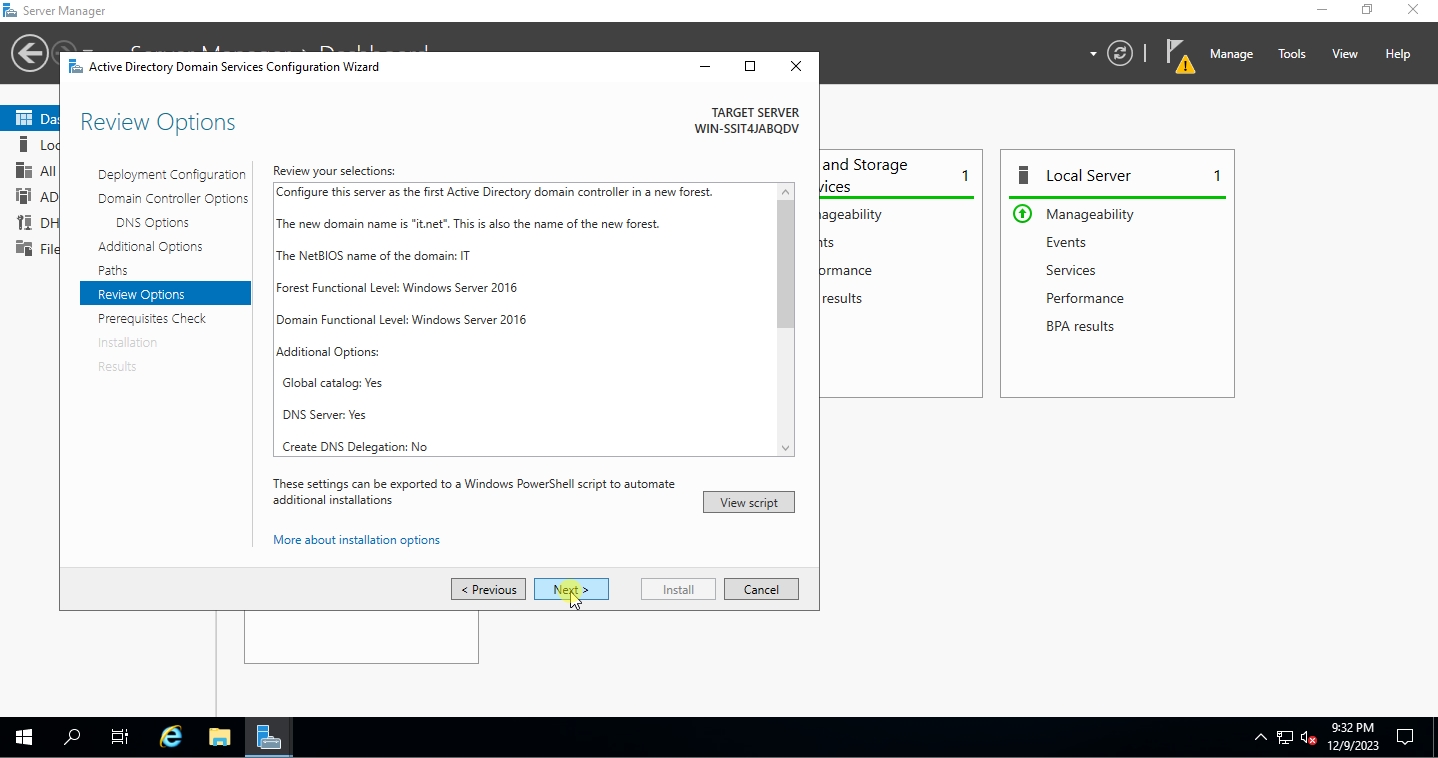 Server Manager
Manage
Tools
View
Help
Active Directory Domain Services Configuration Wizard
Review Options
TARGET SERVER
WIN-SSIT4JABQDV
Das
Loc
All
AD
DH
File
Deployment Configuration
Domain Controller Options
DNS Options
Additional Options
Paths
Review Options
Prerequisites Check
Installation
Results
Review your selections:
Configure this server as the first Active Directory domain controller in a new forest.
The new domain name is "it.net". This is also the name of the new forest.
The NetBIOS name of the domain: IT
Forest Functional Level: Windows Server 2016
Domain Functional Level: Windows Server 2016
Additional Options:
Global catalog: Yes
DNS Server: Yes
Create DNS Delegation: No
These settings can be exported to a Windows PowerShell script to automate
additional installations
View script
More about installation options
< Previous
Next >
Install
Cancel
and Storage 1
vices
nageability
nts
ormance
results
Local Server 1
Manageability
Events
Services
Performance
BPA results
9:32 PM
12/9/2023